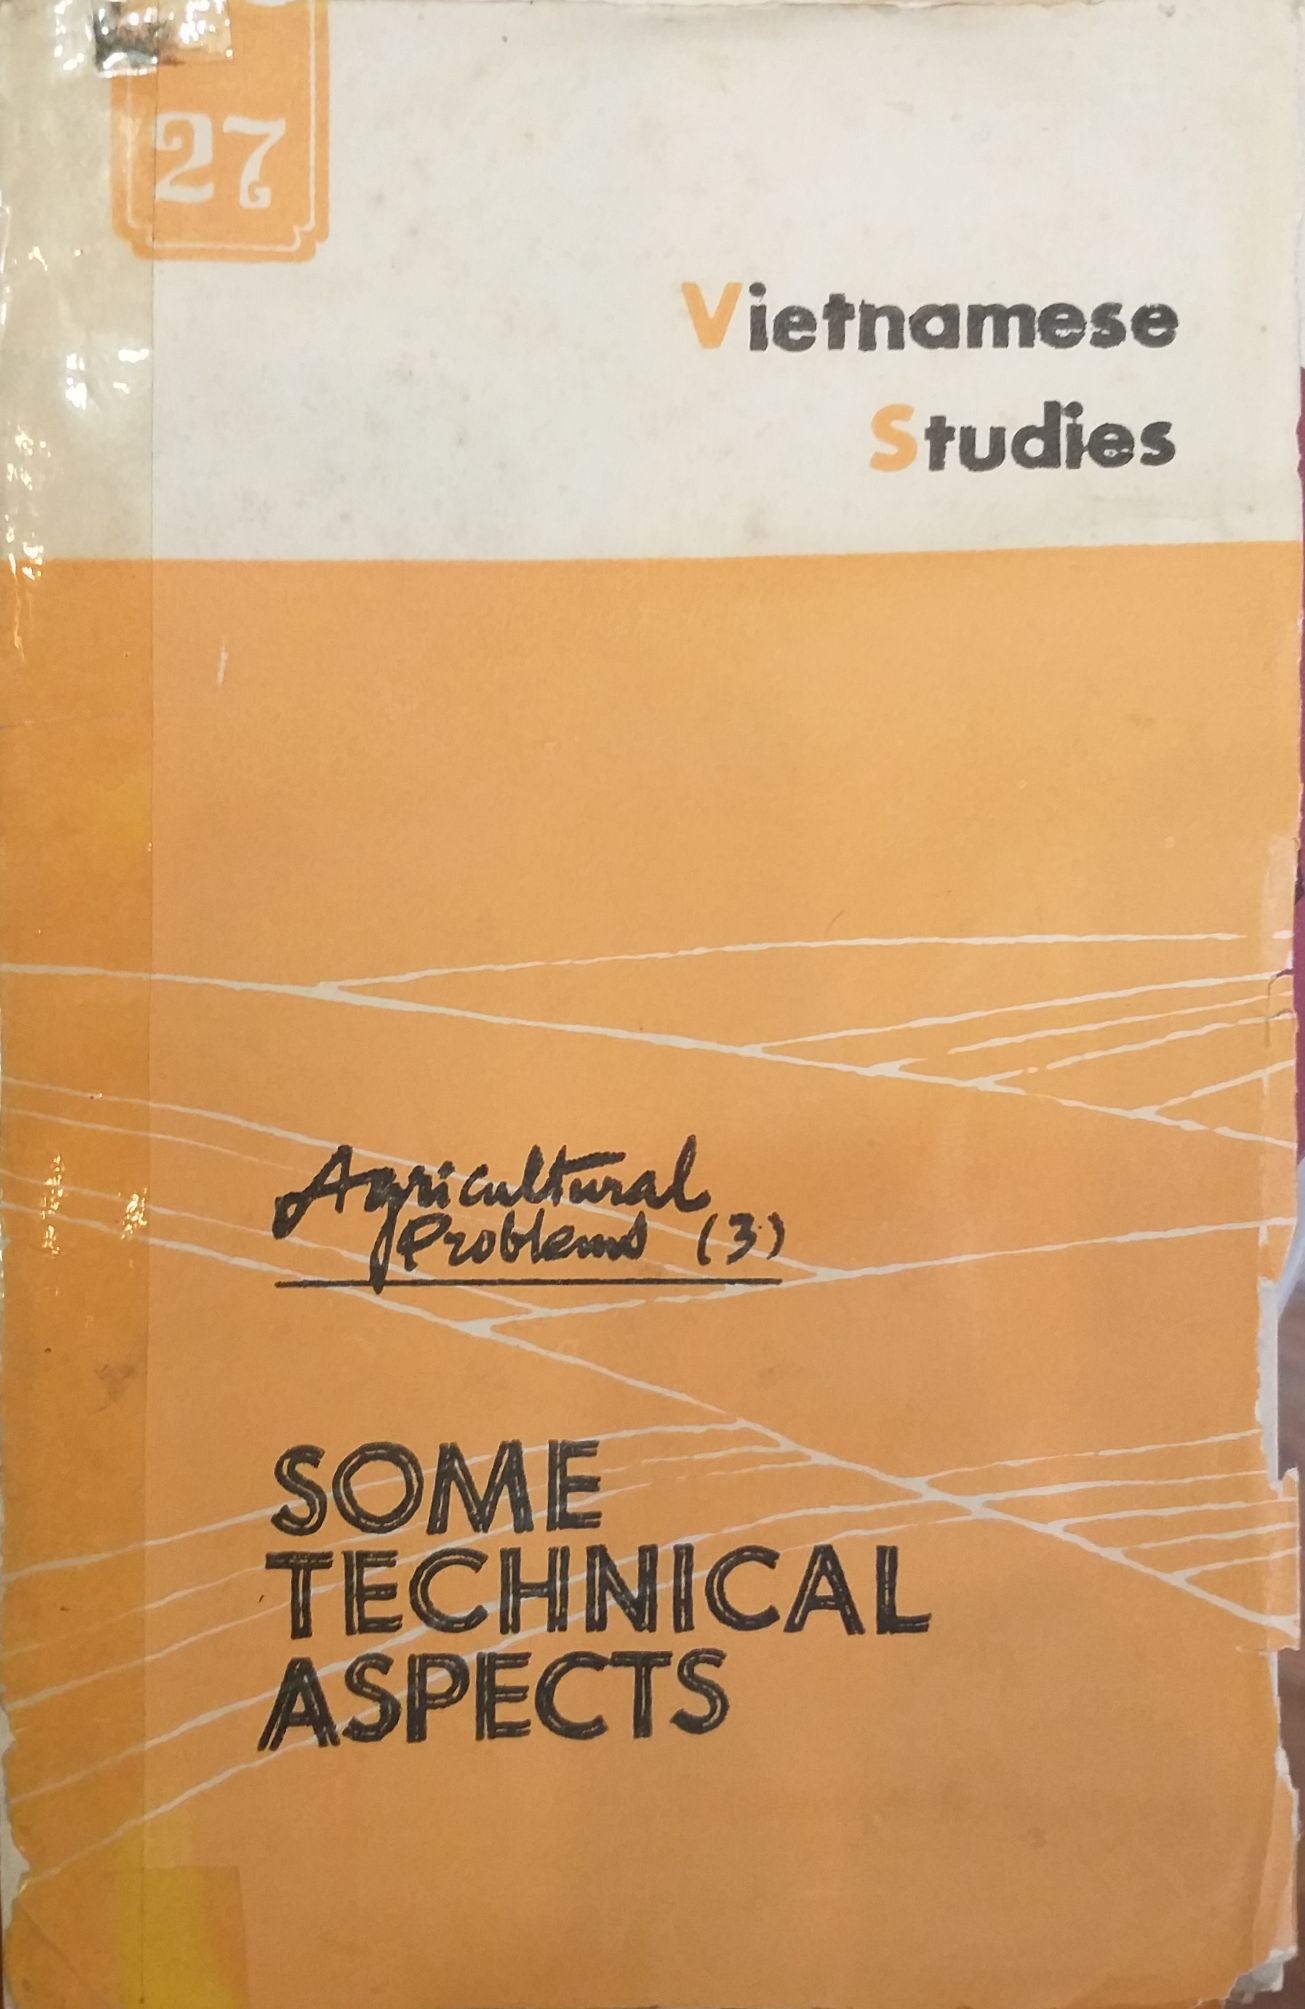 27
Vietnamese
Studies
Agricultural
Problems (3)
SOME
TECHNICAL
ASPECTS